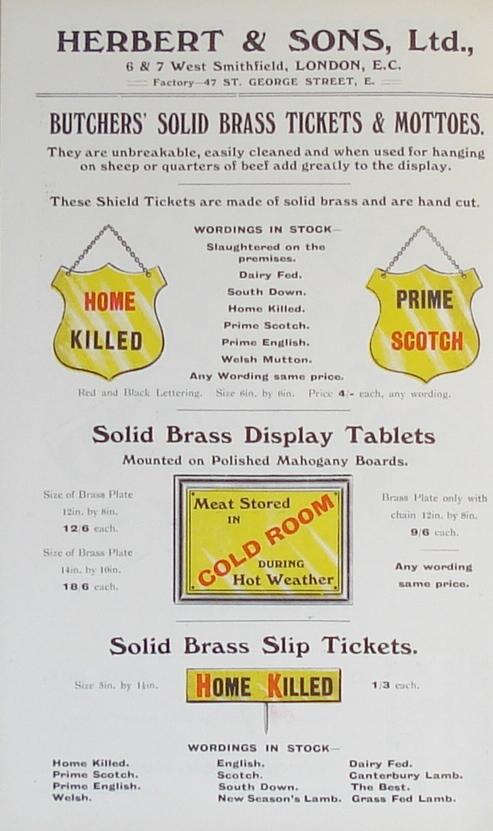 HERBERT & SONS, Ltd.,
6 & 7 West Smithfield, LONDON, E.C.
Factory—47 ST. GEORGE STREET, E.
BUTCHERS' SOLID BRASS TICKETS & MOTTOES.
They are unbreakable, easily cleaned and when used for hanging
on sheep or quarters of beef add greatly to the display.
These Shield Tickets are made of solid brass and are hand cut.
HOME
KILLED
WORDINGS IN STOCK—
Slaughtered on the
premises.
Dairy Fed.
South Down.
Home Killed.
Prime Scotch.
Prime English.
Welsh Mutton.
Any Wording same price.
PRIME
SCOTCH
Red and Black Lettering. Size 6in. by 6in. Price 4/- each, any wording.
Solid Brass Display Tablets
Mounted on Polished Mahogany Boards.
Size of Brass Plate
12in. by 8in.
12/6 each.
Size of Brass Plate
14in. by 10in.
18/6 each.
Meat Stored
IN
COLD ROOM
DURING
Hot Weather
Brass Plate only with
chain 12in. by 8in.
9/6 each.
Any wording
same price.
Solid Brass Slip Tickets.
Size 5in. by 1¼in.
HOME KILLED
1/3 each.
WORDINGS IN STOCK—
Home Killed.
Prime Scotch.
Prime English.
Welsh.
English.
Scotch.
South Down.
New Season's Lamb.
Dairy Fed.
Canterbury Lamb.
The Best.
Grass Fed Lamb.